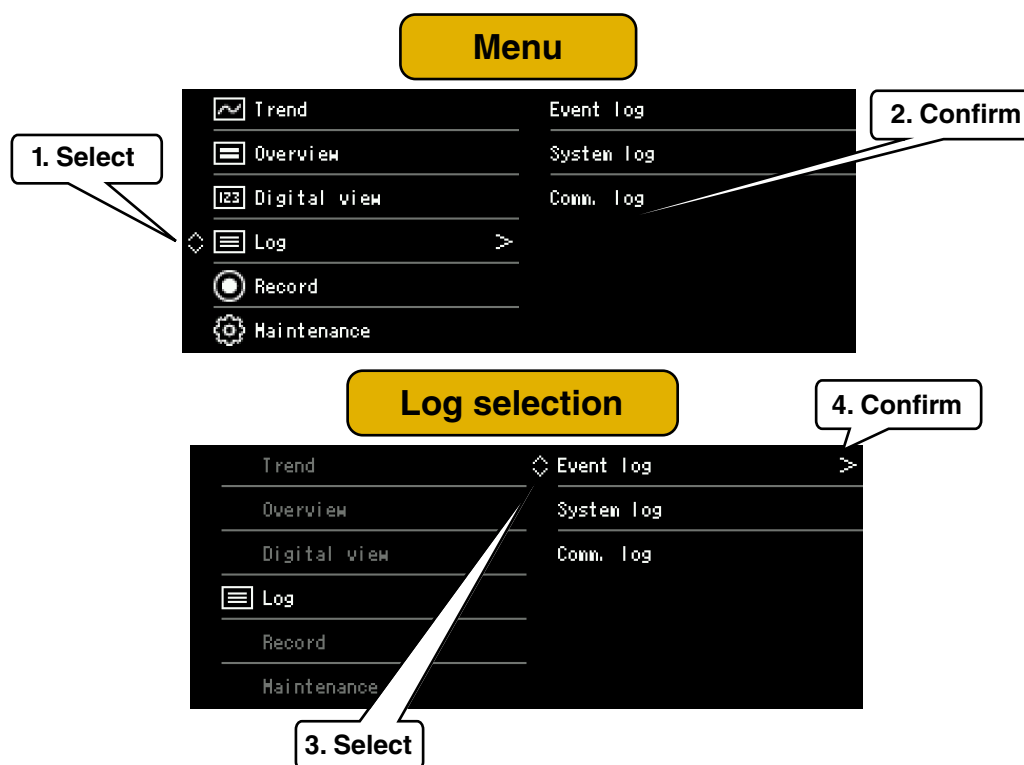 Menu
Trend
Event log
2. Confirm
1. Select
Overview
System log
123 Digital view
Comm. log
Log >
Record
Maintenance
Log selection
4. Confirm
Trend
Event log >
Overview
System log
Digital view
Comm. log
Log
Record
Maintenance
3. Select